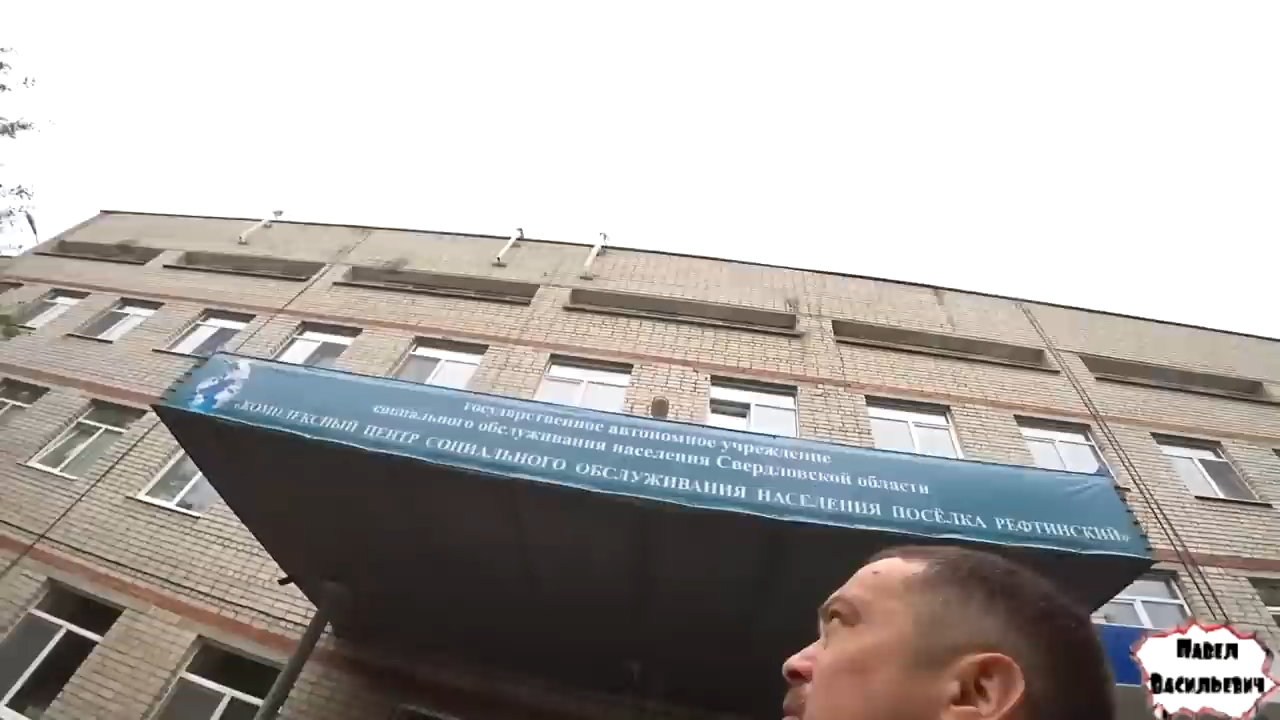 государственное автономное учреждение
социального обслуживания населения Свердловской области
«КОМПЛЕКСНЫЙ ЦЕНТР СОЦИАЛЬНОГО ОБСЛУЖИВАНИЯ НАСЕЛЕНИЯ ПОСЁЛКА РЕФТИНСКИЙ»
ПАВЕЛ
ВАСИЛЬЕВИЧ